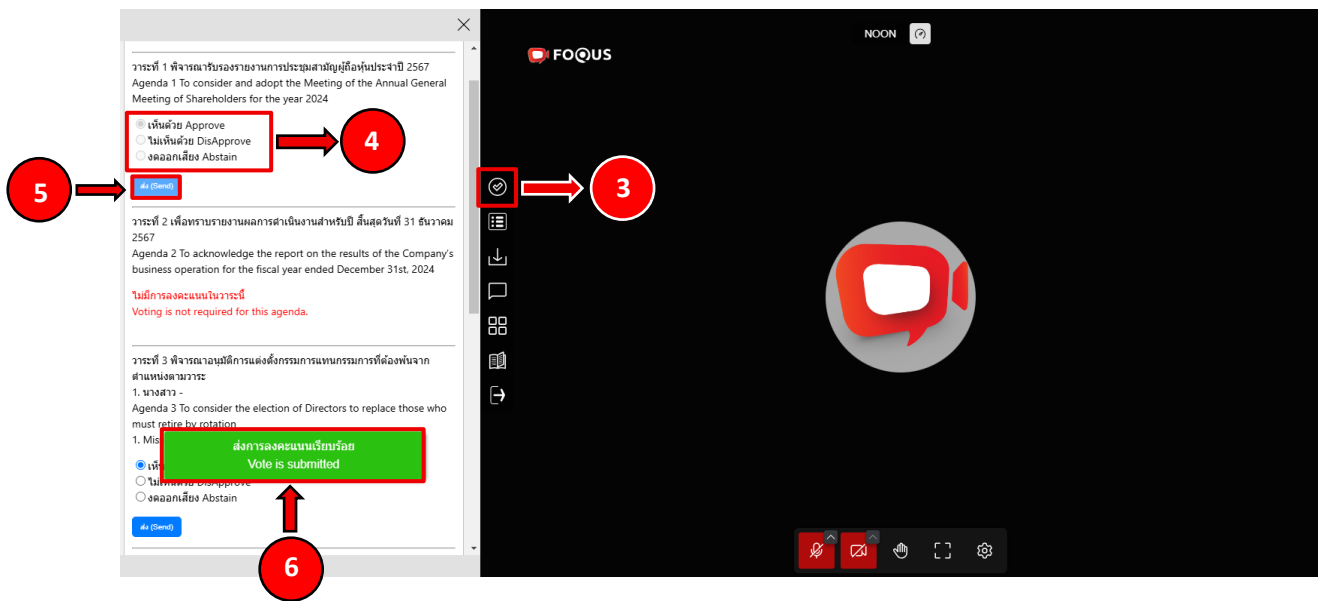 NOON
FOQUS
วาระที่ 1 พิจารณารับรองรายงานการประชุมสามัญผู้ถือหุ้นประจำปี 2567
Agenda 1 To consider and adopt the Meeting of the Annual General
Meeting of Shareholders for the year 2024
เห็นด้วย Approve
ไม่เห็นด้วย DisApprove
งดออกเสียง Abstain
4
5
ส่ง (Send)
3
วาระที่ 2 เพื่อทราบรายงานผลการดำเนินงานสำหรับปี สิ้นสุดวันที่ 31 ธันวาคม
2567
Agenda 2 To acknowledge the report on the results of the Company's
business operation for the fiscal year ended December 31st, 2024
ไม่มีการลงคะแนนในวาระนี้
Voting is not required for this agenda.
วาระที่ 3 พิจารณาอนุมัติการแต่งตั้งกรรมการแทนกรรมการที่ต้องพ้นจาก
ตำแหน่งตามวาระ
1. นางสาว -
Agenda 3 To consider the election of Directors to replace those who
must retire by rotation
1. Mis
ส่งการลงคะแนนเรียบร้อย
Vote is submitted
ไม่เห็นด้วย DisApprove
งดออกเสียง Abstain
ส่ง (Send)
6